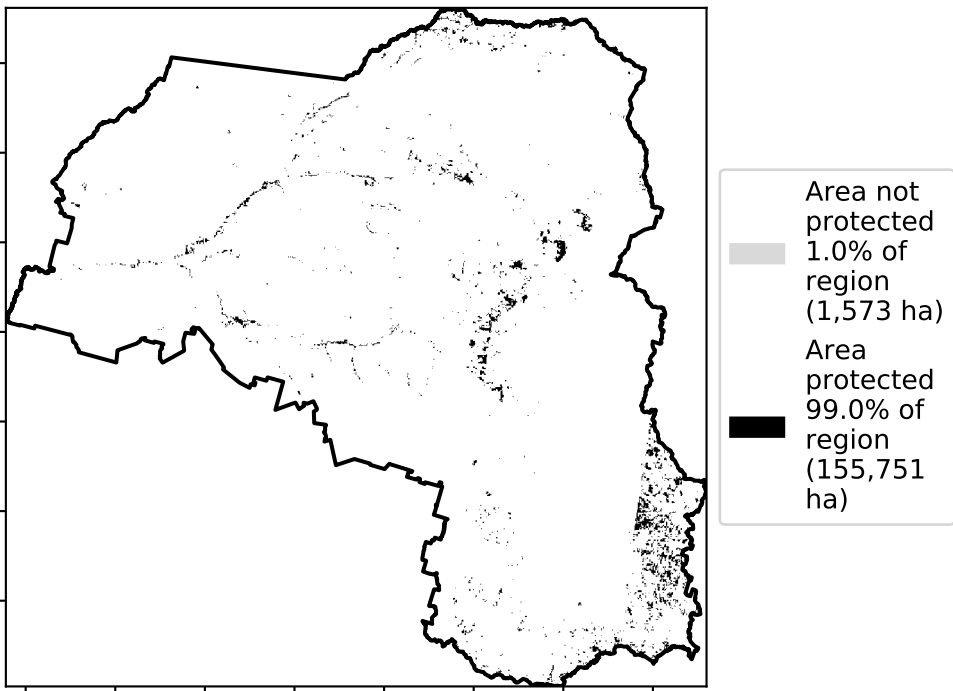 Area not
protected
1.0% of
region
(1,573 ha)
Area
protected
99.0% of
region
(155,751
ha)